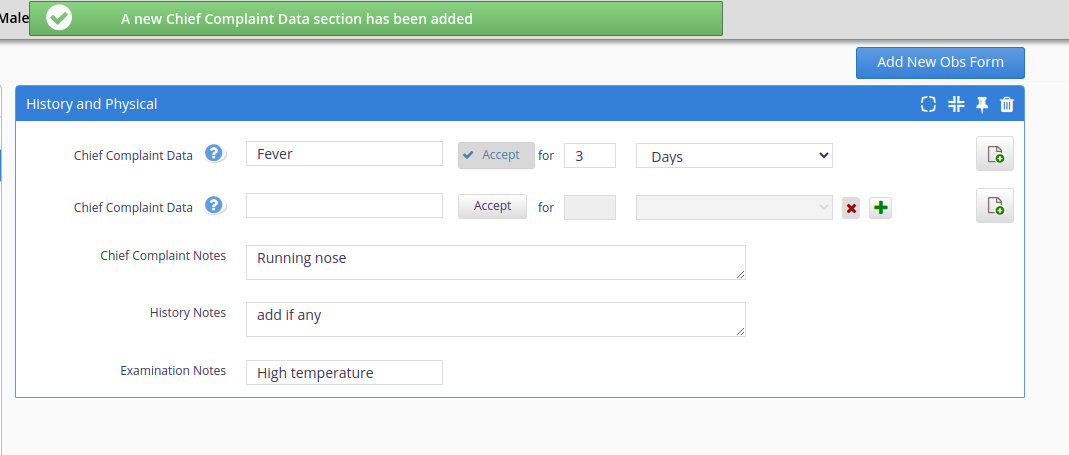 Male
A new Chief Complaint Data section has been added
Add New Obs Form
History and Physical
Chief Complaint Data ? Fever Accept for 3 Days
Chief Complaint Data ? Accept for
Chief Complaint Notes Running nose
History Notes add if any
Examination Notes High temperature